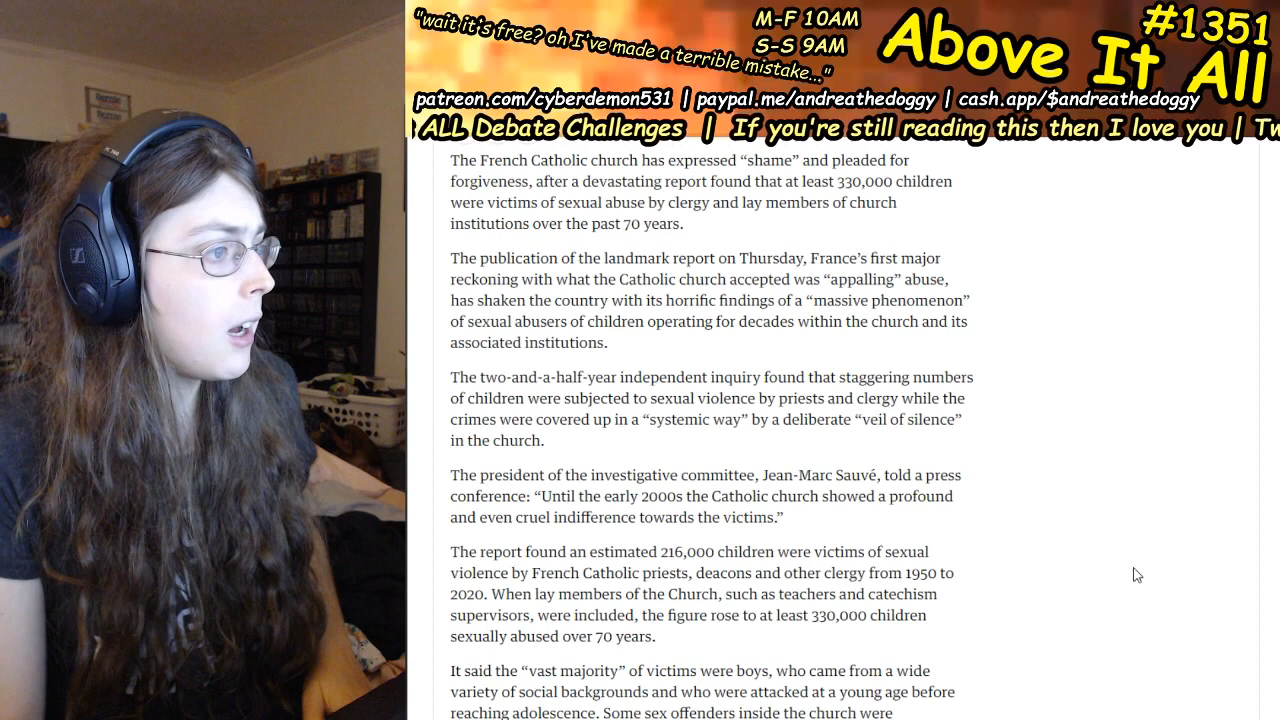 "wait it's free? oh I've made a terrible mistake..."
M-F 10AM
S-S 9AM
Above It All
#1351
patreon.com/cyberdemon531 | paypal.me/andreathedoggy | cash.app/$andreathedoggy
ALL Debate Challenges | If you're still reading this then I love you | Tw
Bernie
The French Catholic church has expressed “shame” and pleaded for
forgiveness, after a devastating report found that at least 330,000 children
were victims of sexual abuse by clergy and lay members of church
institutions over the past 70 years.
The publication of the landmark report on Thursday, France’s first major
reckoning with what the Catholic church accepted was “appalling” abuse,
has shaken the country with its horrific findings of a “massive phenomenon”
of sexual abusers of children operating for decades within the church and its
associated institutions.
The two-and-a-half-year independent inquiry found that staggering numbers
of children were subjected to sexual violence by priests and clergy while the
crimes were covered up in a “systemic way” by a deliberate “veil of silence”
in the church.
The president of the investigative committee, Jean-Marc Sauvé, told a press
conference: “Until the early 2000s the Catholic church showed a profound
and even cruel indifference towards the victims.”
The report found an estimated 216,000 children were victims of sexual
violence by French Catholic priests, deacons and other clergy from 1950 to
2020. When lay members of the Church, such as teachers and catechism
supervisors, were included, the figure rose to at least 330,000 children
sexually abused over 70 years.
It said the “vast majority” of victims were boys, who came from a wide
variety of social backgrounds and who were attacked at a young age before
reaching adolescence. Some sex offenders inside the church were